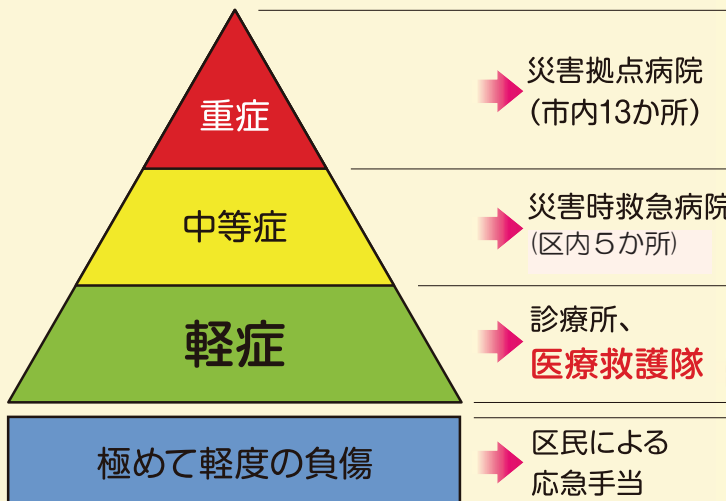 重症
災害拠点病院
（市内13か所）
中等症
災害時救急病院
(区内５か所)
軽症
診療所、
医療救護隊
極めて軽度の負傷
区民による
応急手当